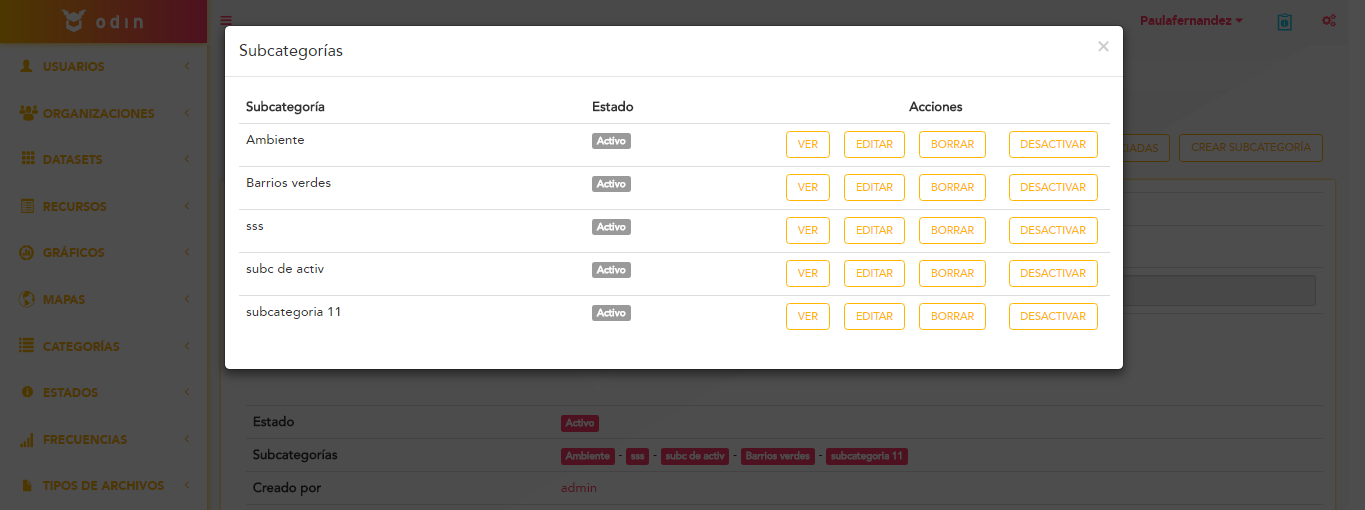 odin
Paulafernandez
Subcategorías
×
USUARIOS
ORGANIZACIONES
DATASETS
RECURSOS
GRÁFICOS
MAPAS
CATEGORÍAS
ESTADOS
FRECUENCIAS
TIPOS DE ARCHIVOS
Subcategoría Estado Acciones
Ambiente Activo VER EDITAR BORRAR DESACTIVAR
Barrios verdes Activo VER EDITAR BORRAR DESACTIVAR
sss Activo VER EDITAR BORRAR DESACTIVAR
subc de activ Activo VER EDITAR BORRAR DESACTIVAR
subcategoria 11 Activo VER EDITAR BORRAR DESACTIVAR
CREAR SUBCATEGORÍA
Estado Activo
Subcategorías Ambiente - sss - subc de activ - Barrios verdes - subcategoria 11
Creado por admin